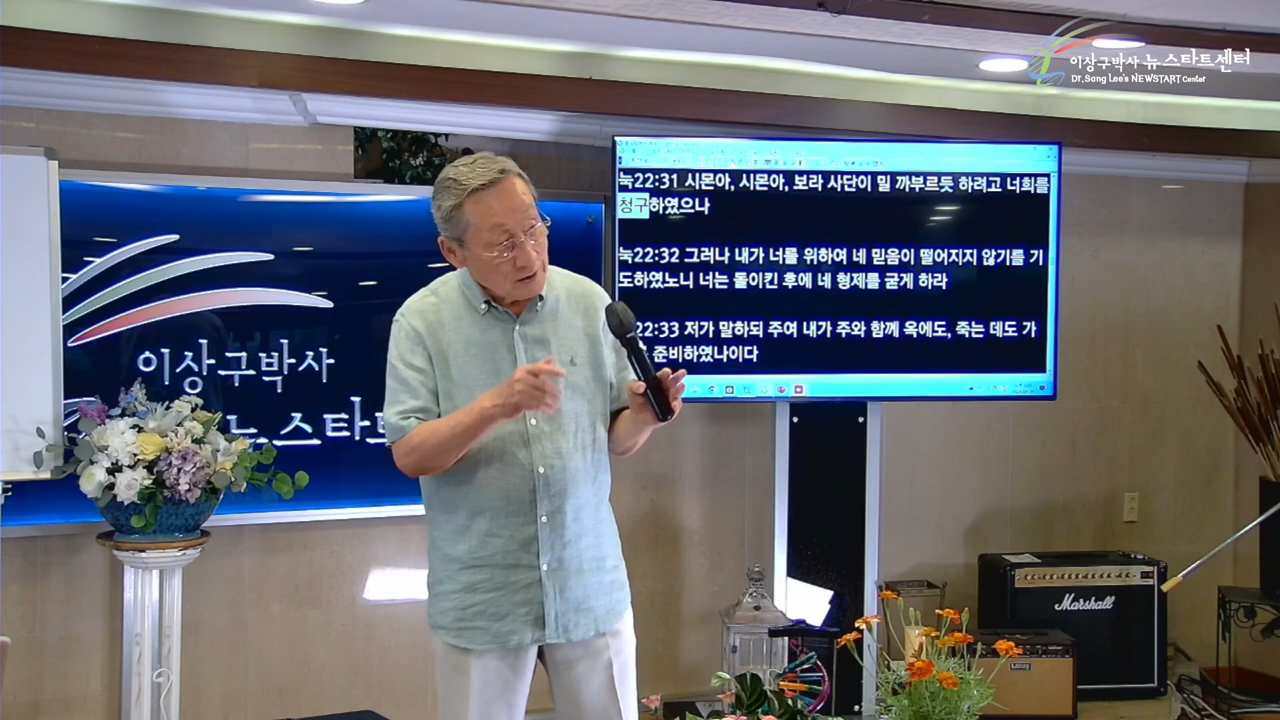 이상구박사 뉴스타트센터
Dr. Sang Lee's NEWSTART Center
눅22:31 시몬아, 시몬아, 보라 사단이 밀 까부르듯 하려고 너희를
청구하였으나
눅22:32 그러나 내가 너를 위하여 네 믿음이 떨어지지 않기를 기
도하였노니 너는 돌이킨 후에 네 형제를 굳게 하라
22:33 저가 말하되 주여 내가 주와 함께 옥에도, 죽는 데도 가
준비하였나이다
이상구박사
뉴스타트
Marshall
Laney